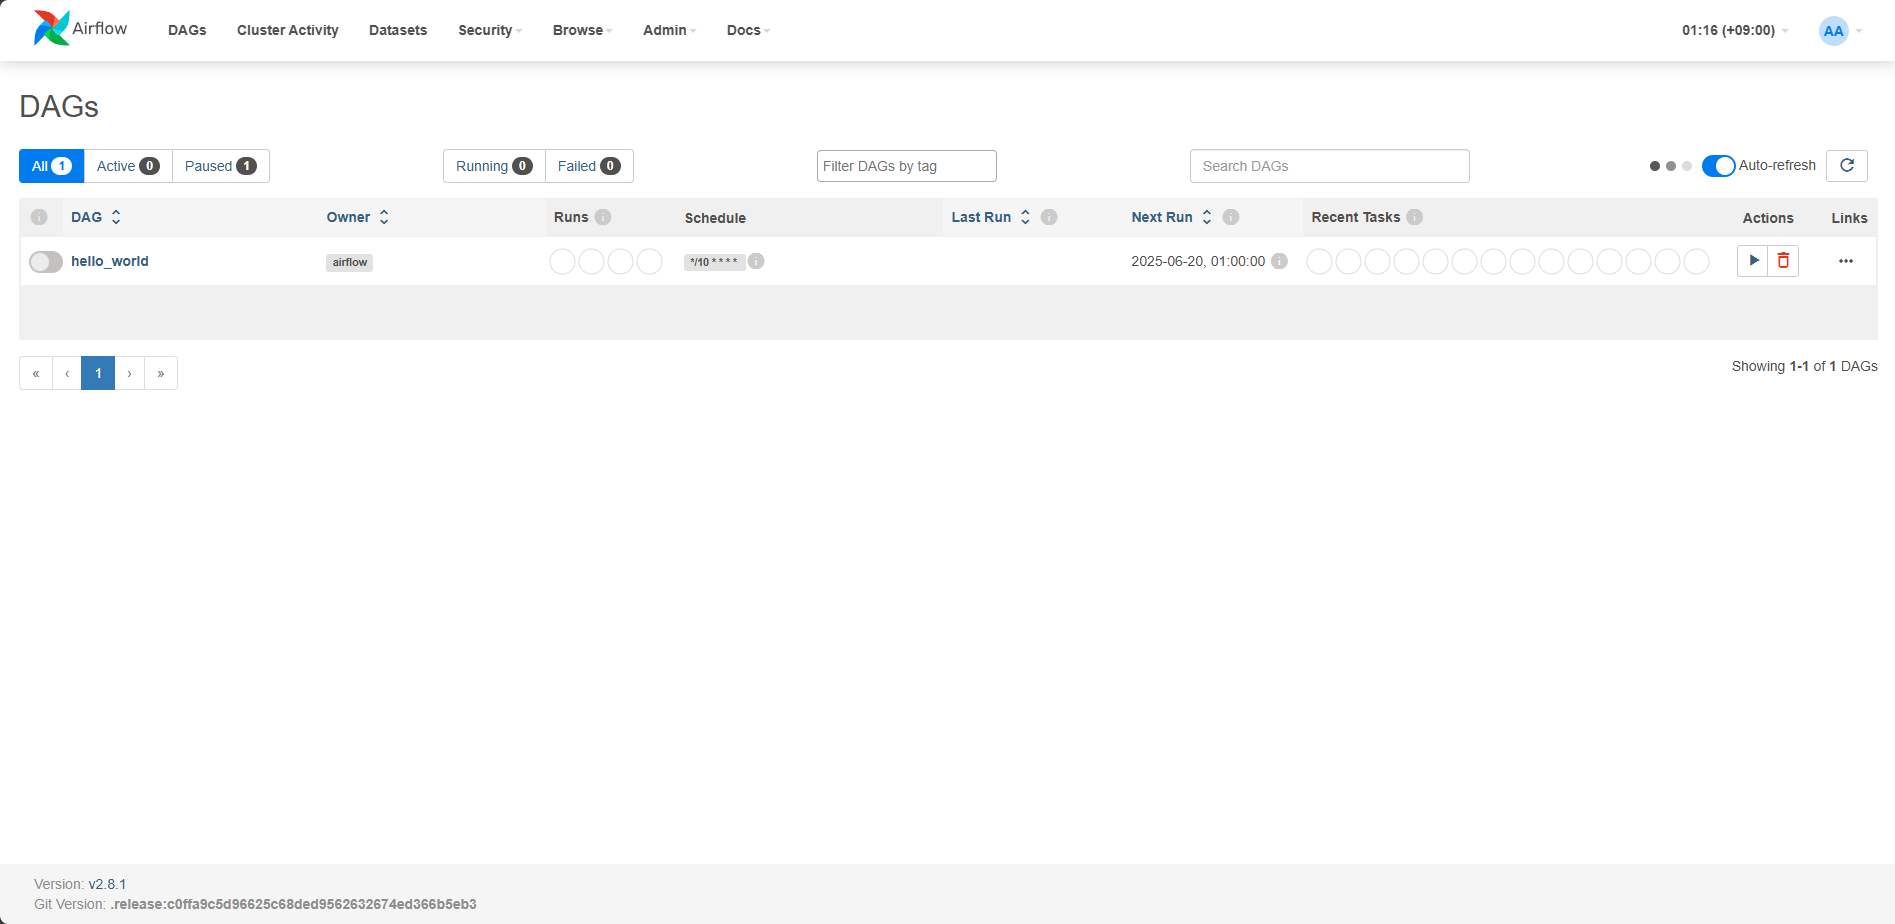 Airflow DAGs Cluster Activity Datasets Security Browse Admin Docs 01:16 (+09:00) AA
DAGs
All 1 Active 0 Paused 1 Running 0 Failed 0 Filter DAGs by tag Search DAGs Auto-refresh
i DAG Owner Runs i Schedule Last Run i Next Run i Recent Tasks i Actions Links
hello_world airflow */10 * * * * i 2025-06-20, 01:00:00 i
« ‹ 1 › » Showing 1-1 of 1 DAGs
Version: v2.8.1
Git Version: .release:c0ffa9c5d96625c68ded9562632674ed366b5eb3